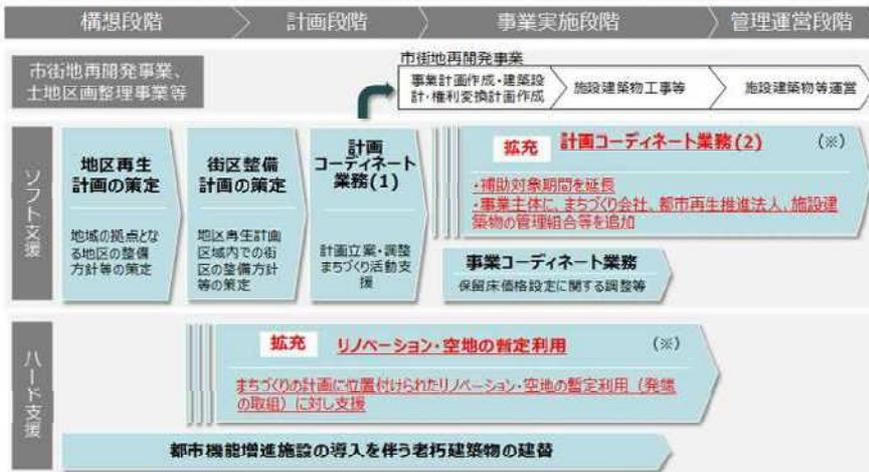 構想段階
計画段階
事業実施段階
管理運営段階
市街地再開発事業、
土地区画整理事業等
市街地再開発事業
事業計画作成・建築設
計・権利変換計画作成
施設建築物工事等
施設建築物等運営
ソフト支援
地区再生
計画の策定
地域の拠点とな
る地区の整備
方針等の策定
街区整備
計画の策定
地区再生計画
区域内での街
区の整備方針
等の策定
計画
コーディネート
業務(1)
計画立案・調整
まちづくり活動支
援
拡充 計画コーディネート業務(2) (※)
・補助対象期間を延長
・事業主体に、まちづくり会社、都市再生推進法人、施設建
築物の管理組合等を追加
事業コーディネート業務
保留床価格設定に関する調整等
ハード支援
拡充 リノベーション・空地の暫定利用 (※)
まちづくりの計画に位置付けられたリノベーション・空地の暫定利用（発端
の取組）に対し支援
都市機能増進施設の導入を伴う老朽建築物の建替